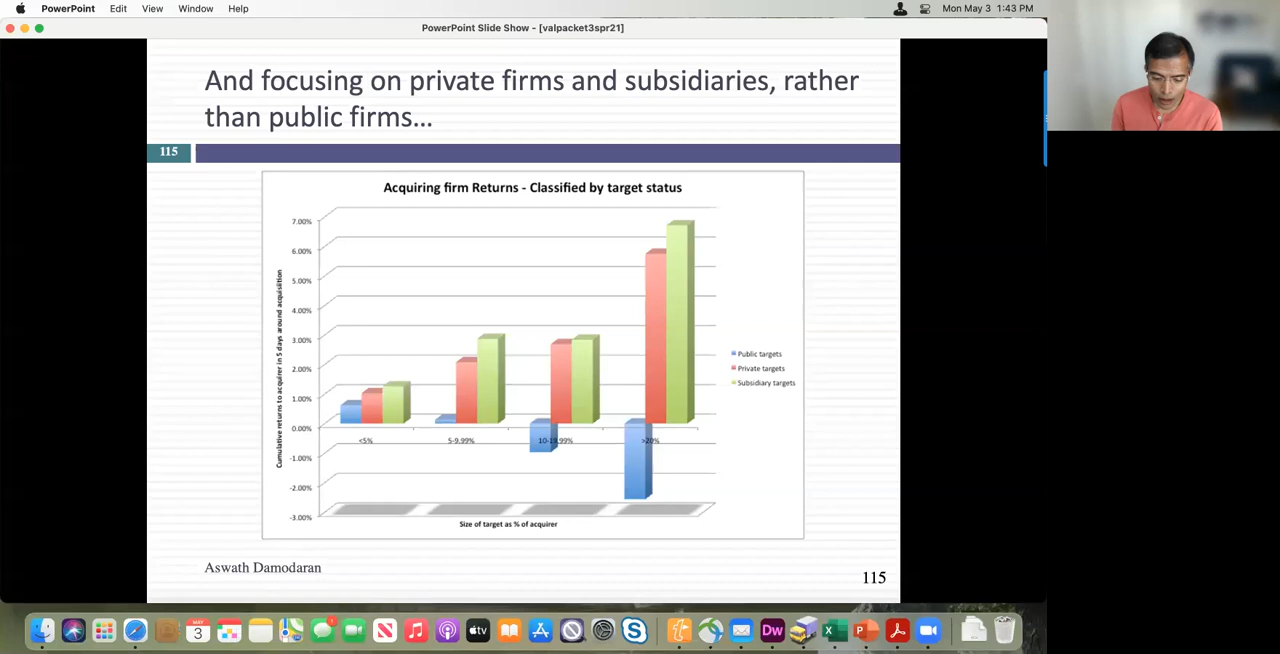 PowerPoint Edit View Window Help Mon May 3 1:43 PM
PowerPoint Slide Show - [valpacket3spr21]
And focusing on private firms and subsidiaries, rather
than public firms...
115
Acquiring firm Returns - Classified by target status
Cumulative returns to acquirer in 5 days around acquisition
7.00%
6.00%
5.00%
4.00%
3.00%
2.00%
1.00%
0.00%
-1.00%
-2.00%
-3.00%
<5% 5-9.99% 10-19.99% >20%
Size of target as % of acquirer
Public targets
Private targets
Subsidiary targets
Aswath Damodaran
115
MAY
3
tv
Dw
X
P